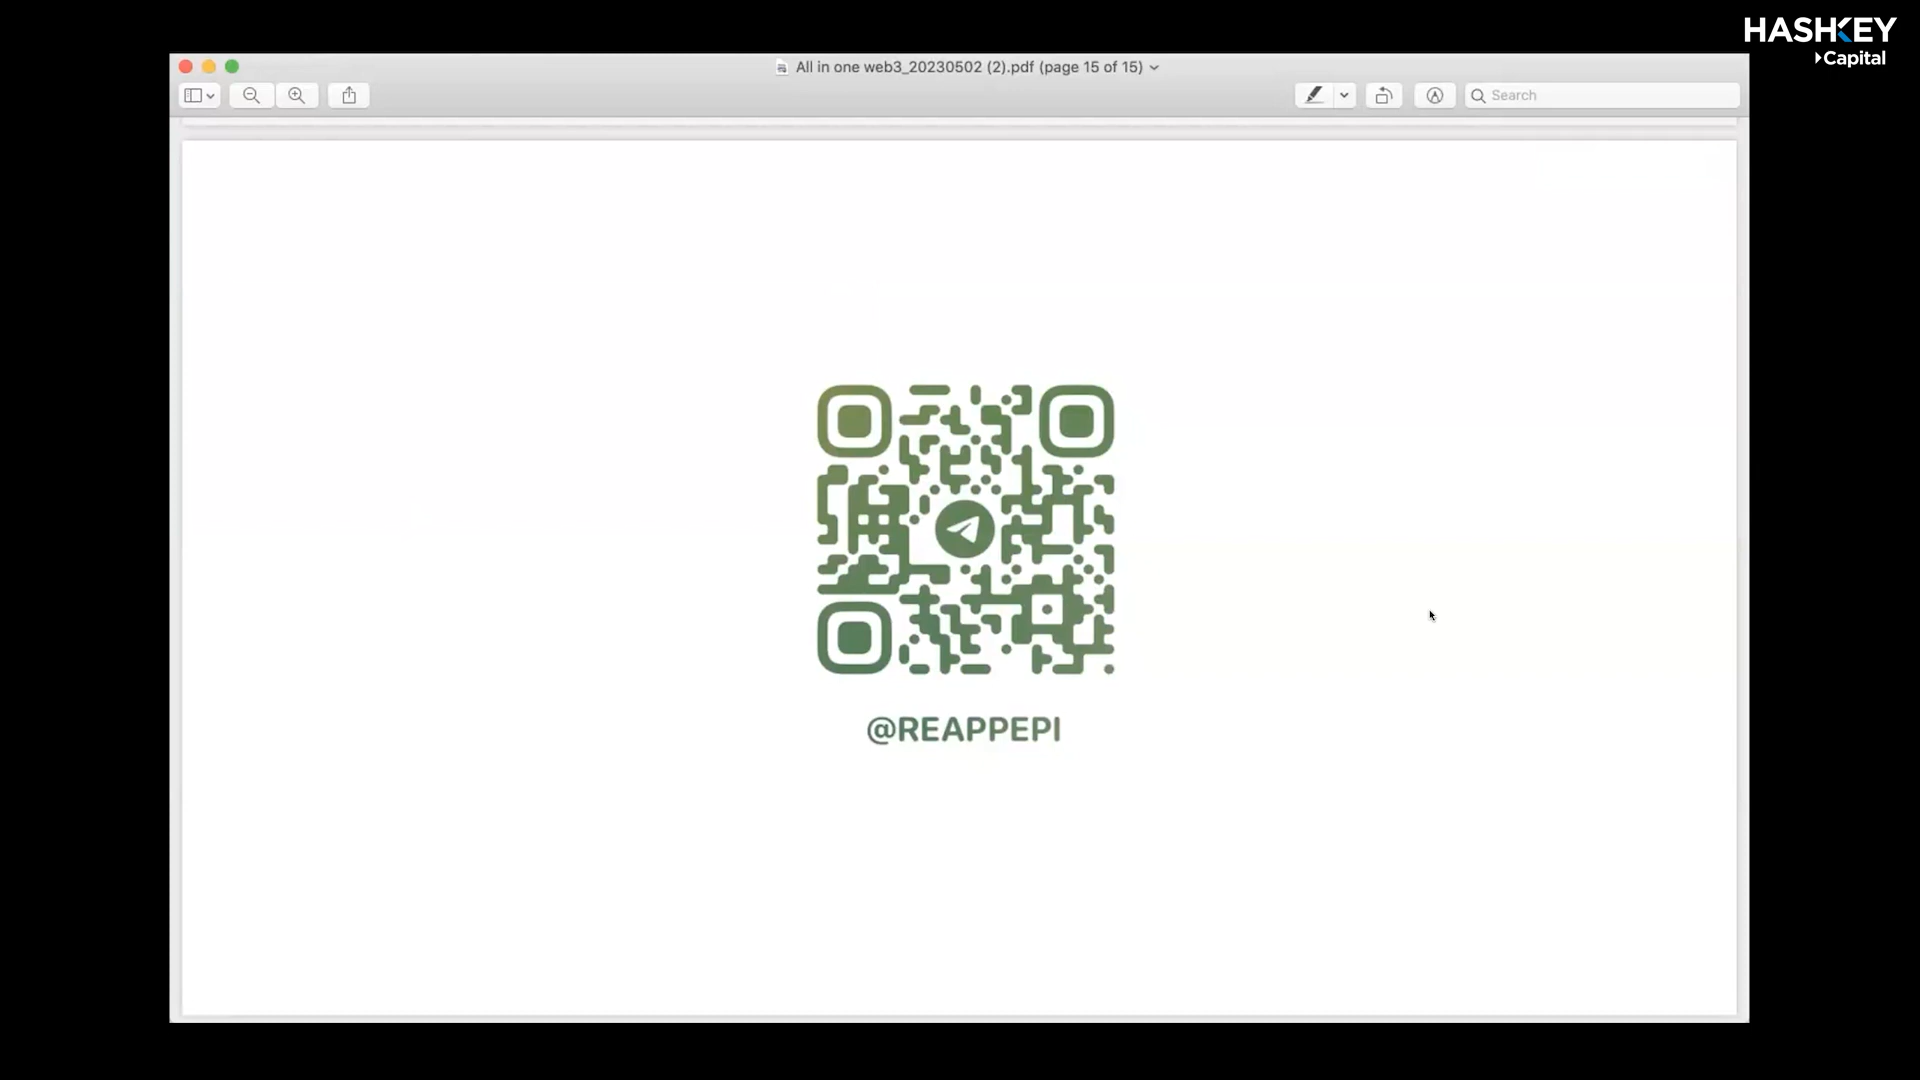 HASHKEY
Capital
All in one web3_20230502 (2).pdf (page 15 of 15)
Search
@REAPPEPI